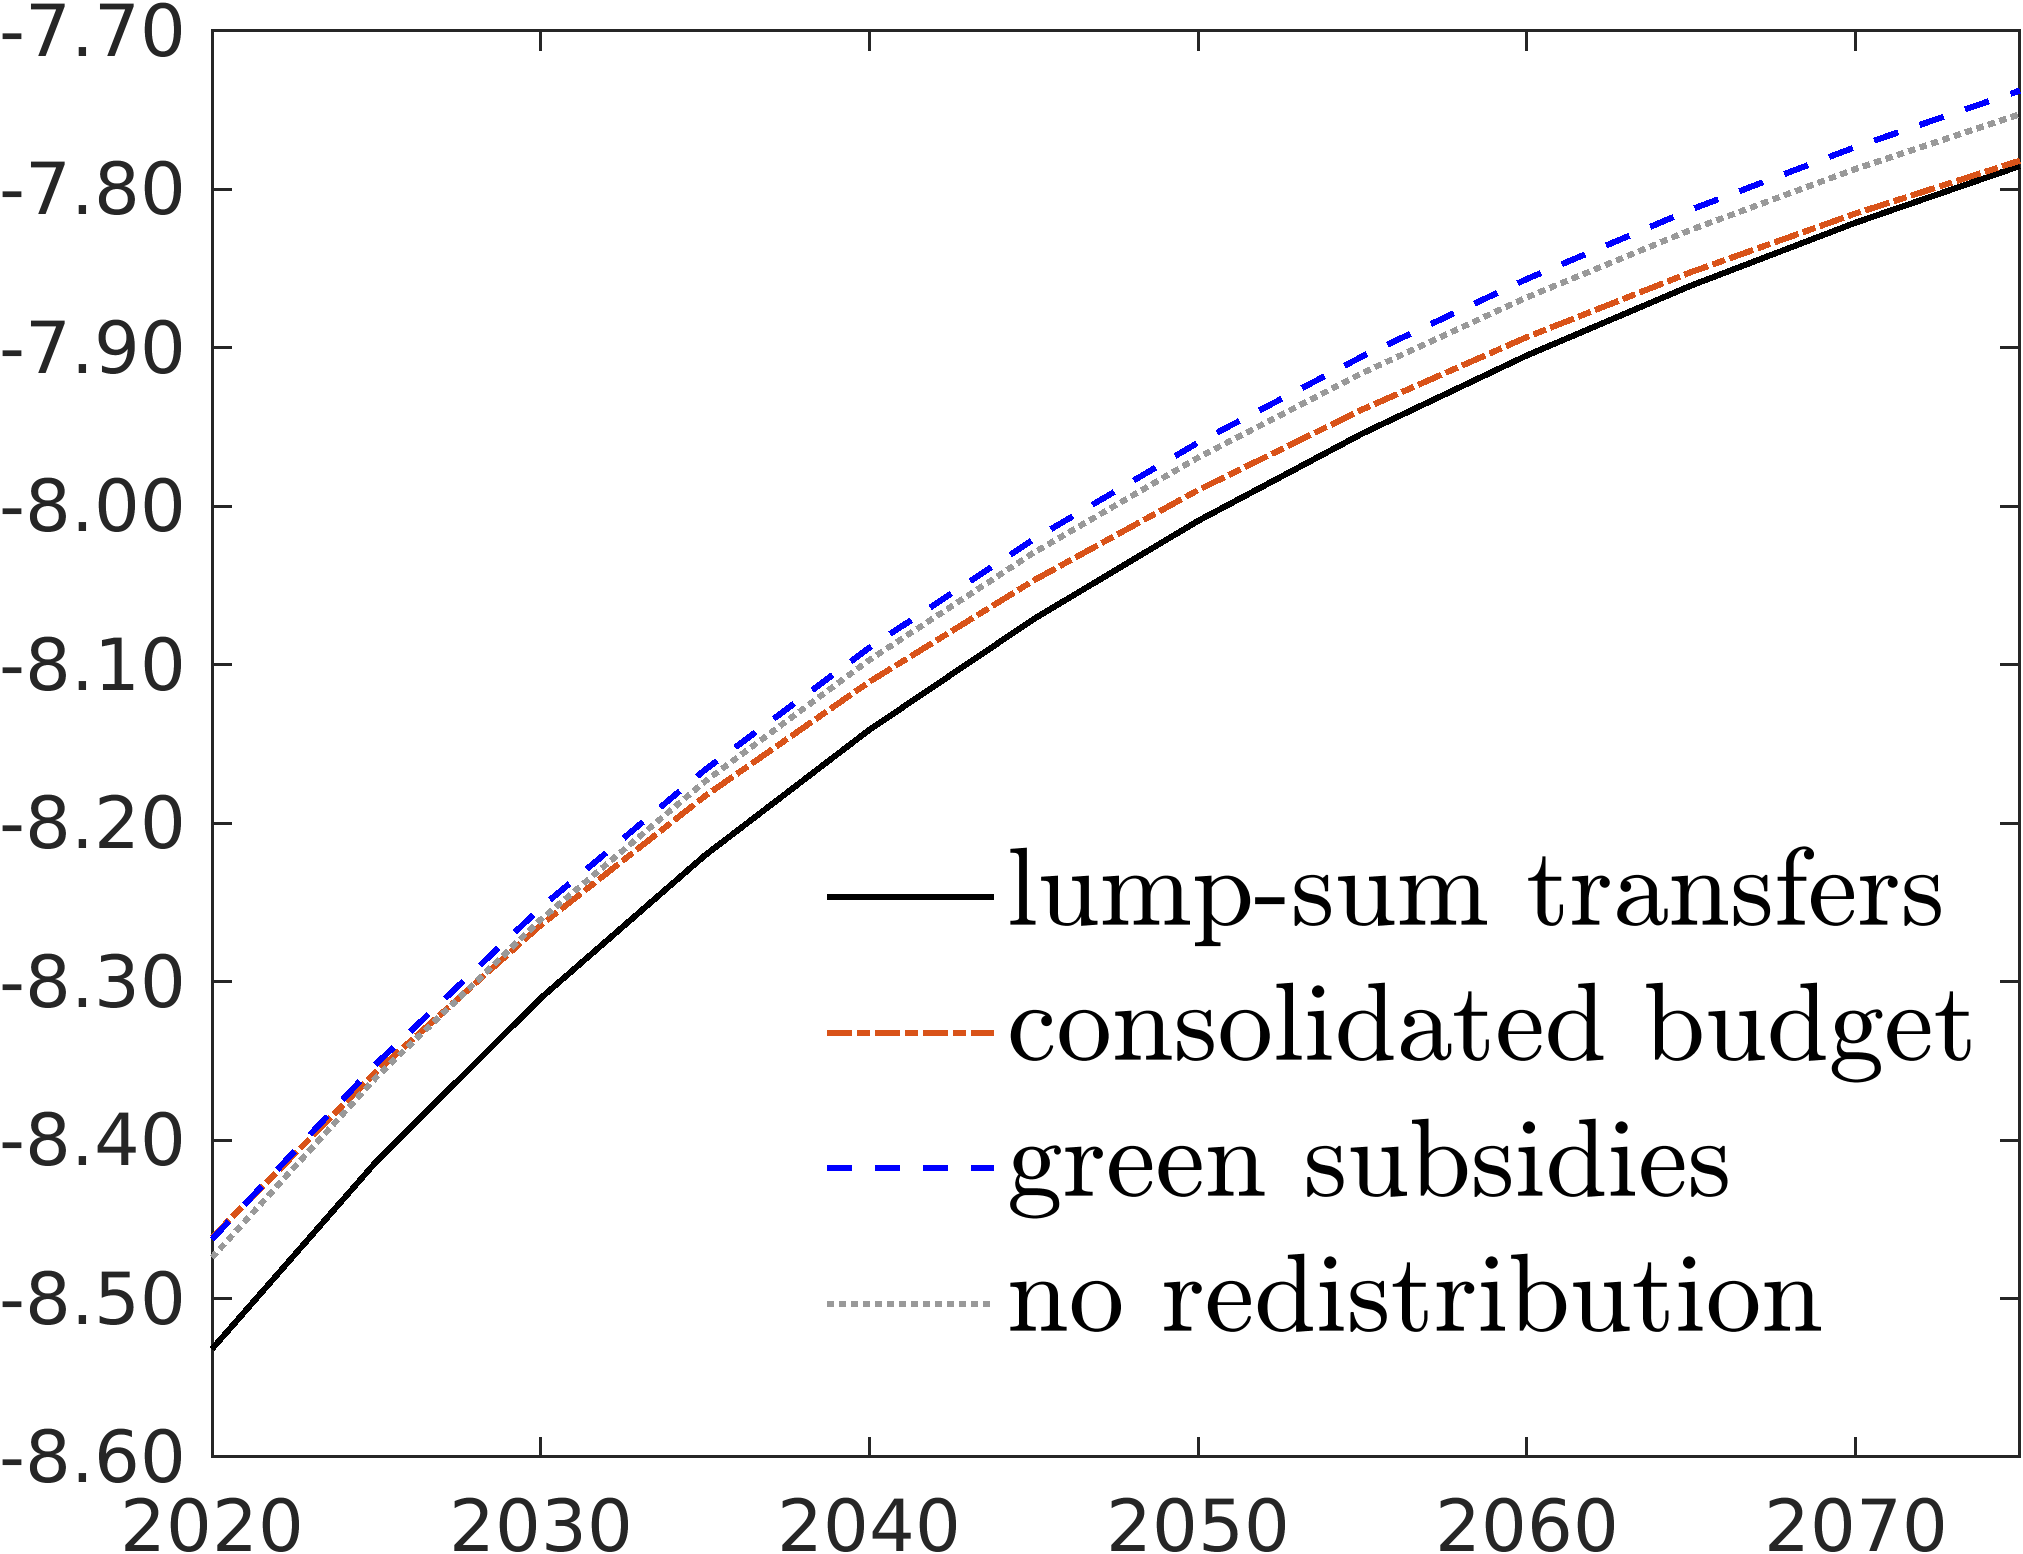 -7.70
-7.80
-7.90
-8.00
-8.10
-8.20
-8.30
-8.40
-8.50
-8.60
lump-sum transfers
consolidated budget
green subsidies
no redistribution
2020 2030 2040 2050 2060 2070